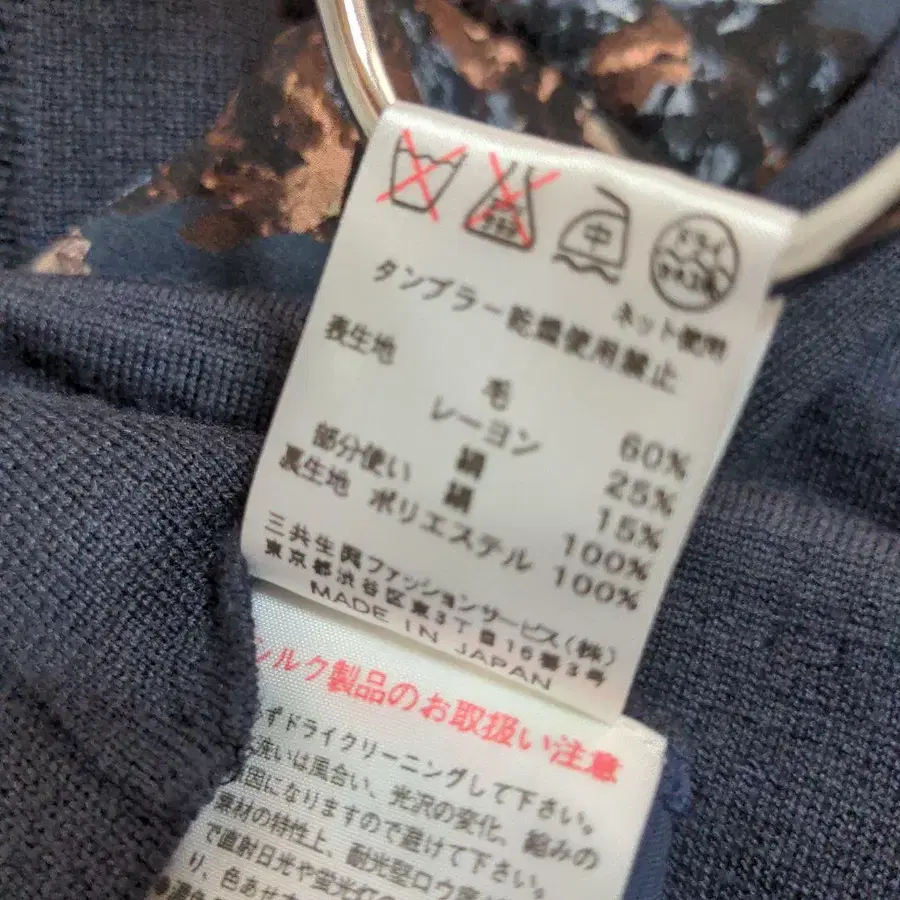 中
ドライ
セキユ系
ネット使用
タンブラー乾燥使用禁止
表生地 毛 60%
レーヨン 25%
絹 15%
部分使い 絹 100%
裏生地 ポリエステル 100%
三共生興ファッションサービス(株)
東京都渋谷区東3丁目16番3号
MADE IN JAPAN
シルク製品のお取扱い注意
ずドライクリーニングして下さい。
洗いは風合い、光沢の変化、縮みの
原因になりますので避けて下さい。
素材の特性上、耐光堅ロウ
で直射日光や蛍光灯
り、色あせ